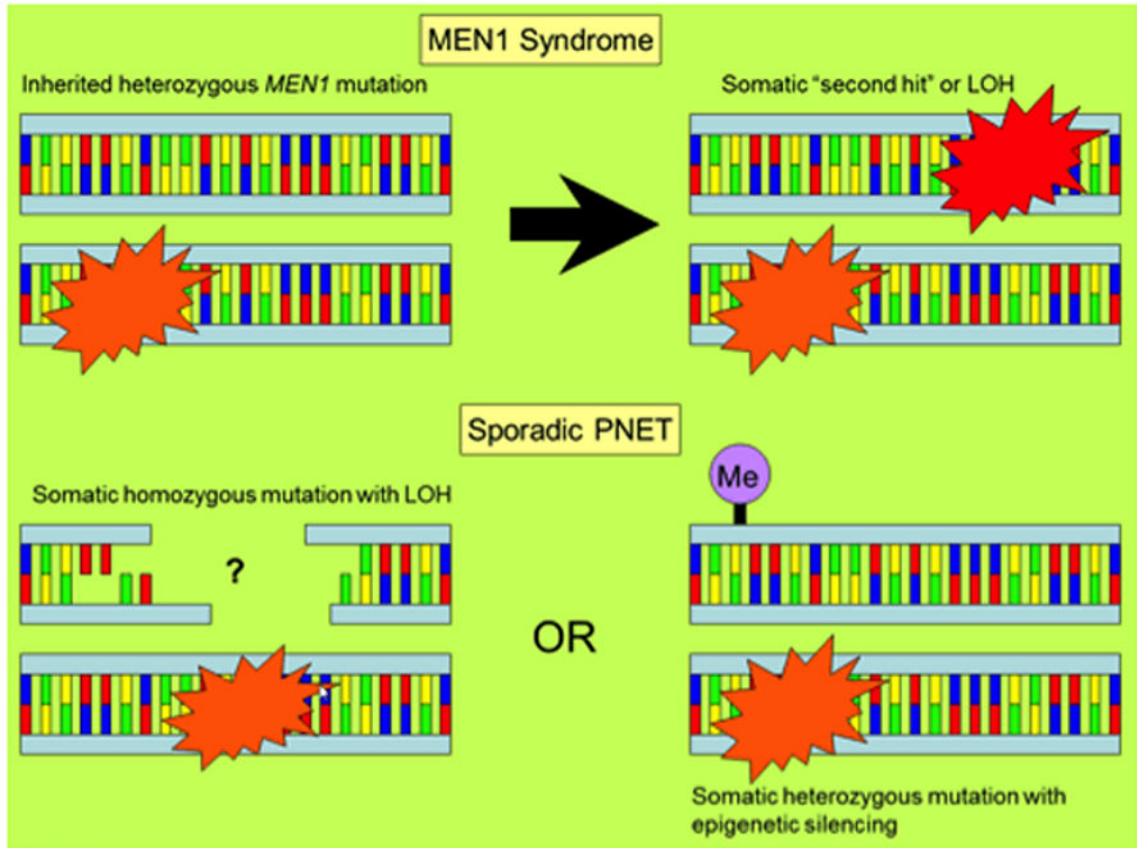 MEN1 Syndrome
Inherited heterozygous MEN1 mutation
Somatic “second hit” or LOH
Sporadic PNET
Somatic homozygous mutation with LOH
Me
?
OR
Somatic heterozygous mutation with
epigenetic silencing